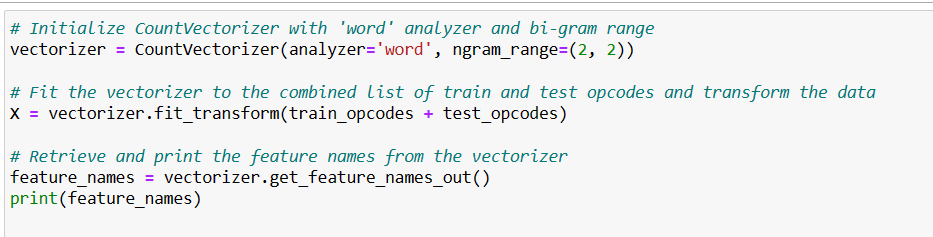 # Initialize CountVectorizer with 'word' analyzer and bi-gram range
vectorizer = CountVectorizer(analyzer='word', ngram_range=(2, 2))
# Fit the vectorizer to the combined list of train and test opcodes and transform the data
X = vectorizer.fit_transform(train_opcodes + test_opcodes)
# Retrieve and print the feature names from the vectorizer
feature_names = vectorizer.get_feature_names_out()
print(feature_names)